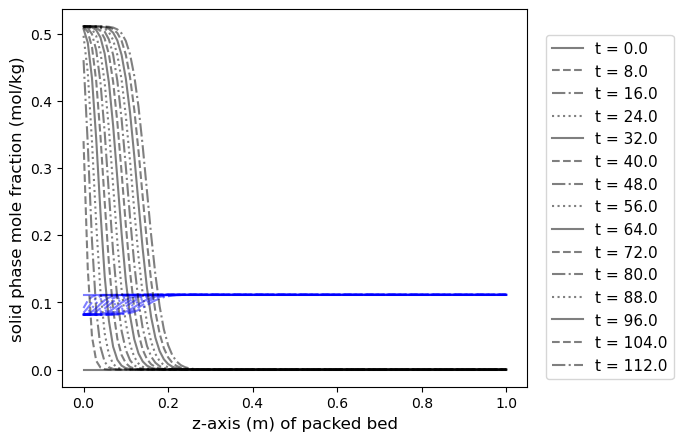 solid phase mole fraction (mol/kg)
0.5
0.4
0.3
0.2
0.1
0.0
0.0 0.2 0.4 0.6 0.8 1.0
z-axis (m) of packed bed
t = 0.0
t = 8.0
t = 16.0
t = 24.0
t = 32.0
t = 40.0
t = 48.0
t = 56.0
t = 64.0
t = 72.0
t = 80.0
t = 88.0
t = 96.0
t = 104.0
t = 112.0